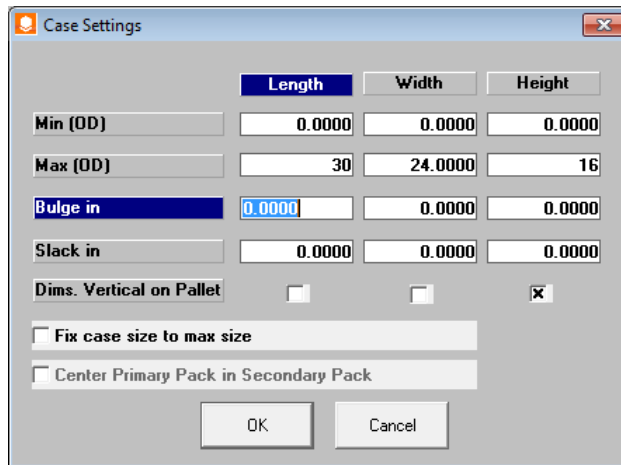 Case Settings
Length Width Height
Min (OD) 0.0000 0.0000 0.0000
Max (OD) 30 24.0000 16
Bulge in 0.0000 0.0000 0.0000
Slack in 0.0000 0.0000 0.0000
Dims. Vertical on Pallet
Fix case size to max size
Center Primary Pack in Secondary Pack
OK Cancel